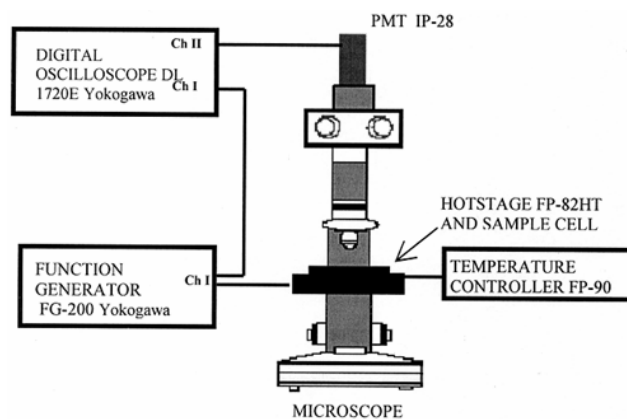 PMT IP-28
Ch II
DIGITAL
OSCILLOSCOPE DL
Ch I
1720E Yokogawa
HOTSTAGE FP-82HT
AND SAMPLE CELL
FUNCTION
GENERATOR
Ch I
FG-200 Yokogawa
TEMPERATURE
CONTROLLER FP-90
MICROSCOPE